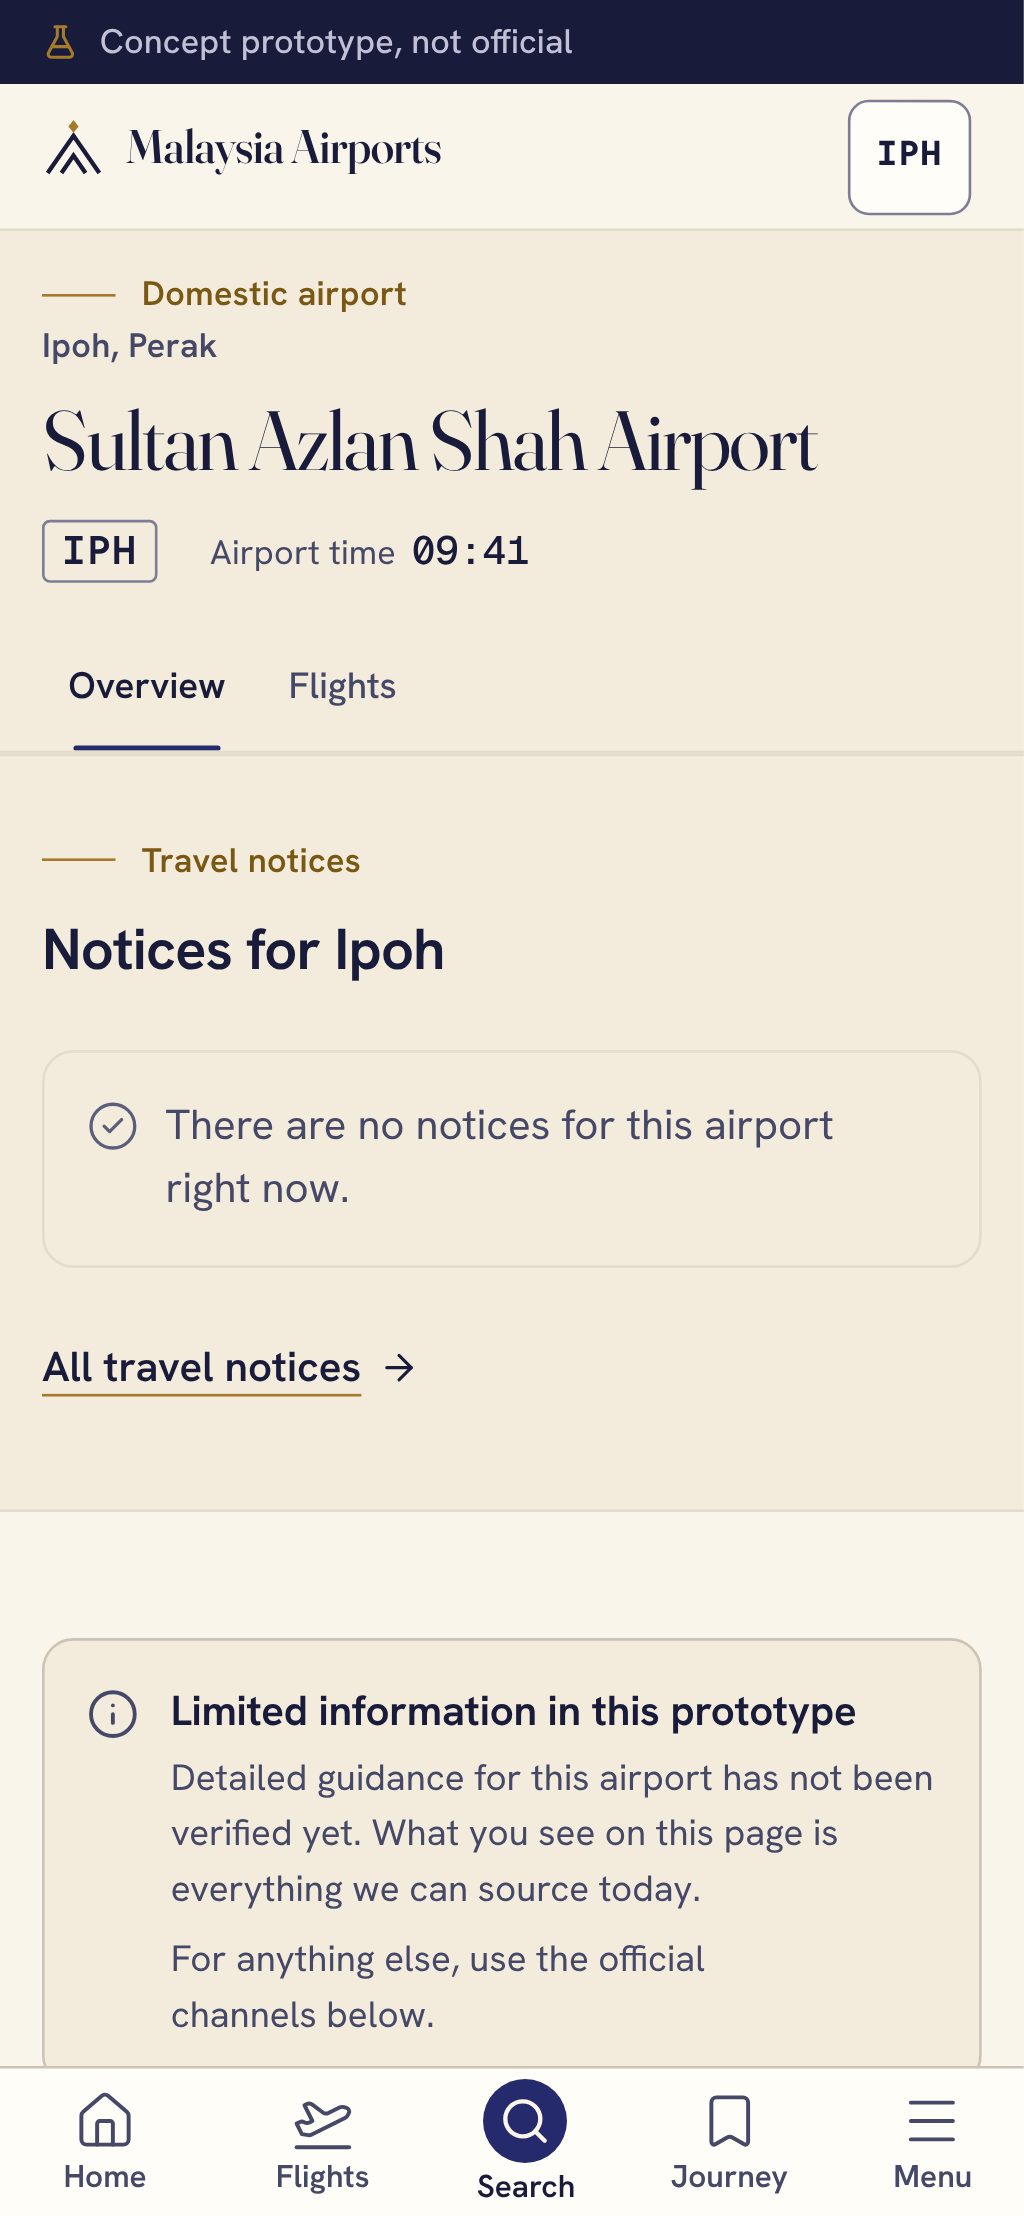 Concept prototype, not official
Malaysia Airports
IPH
Domestic airport
Ipoh, Perak
Sultan Azlan Shah Airport
IPH
Airport time 09:41
Overview
Flights
Travel notices
Notices for Ipoh
There are no notices for this airport
right now.
All travel notices →
Limited information in this prototype
Detailed guidance for this airport has not been
verified yet. What you see on this page is
everything we can source today.
For anything else, use the official
channels below.
Home
Flights
Search
Journey
Menu